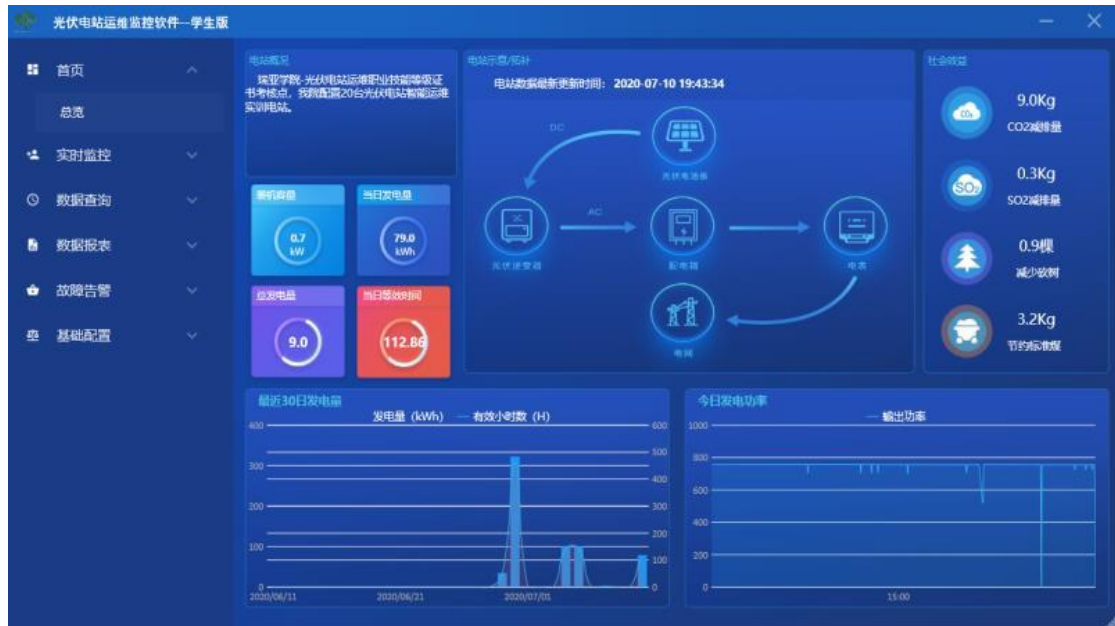 光伏电站运维监控软件--学生版
首页
总览
实时监控
数据查询
数据报表
故障告警
基础配置
电站概况
瑞亚学院-光伏电站运维职业技能等级证
书考核点，我院配置20台光伏电站智能运维
实训电站。
装机容量
0.7
kW
当日发电量
79.0
kWh
总发电量
9.0
当日等效时间
112.86
电站示意/拓扑
电站数据最新更新时间： 2020-07-10 19:43:34
DC
光伏电池板
AC
光伏逆变器
配电箱
电表
电网
社会效益
CO₂
9.0Kg
CO2减排量
SO₂
0.3Kg
SO2减排量
0.9棵
减少砍树
3.2Kg
节约标准煤
最近30日发电量
发电量 (kWh) 有效小时数 (H)
400
300
200
100
0
600
500
400
300
200
100
0
2020/06/11 2020/06/21 2020/07/01
今日发电功率
输出功率
1000
800
600
400
200
0
15:00